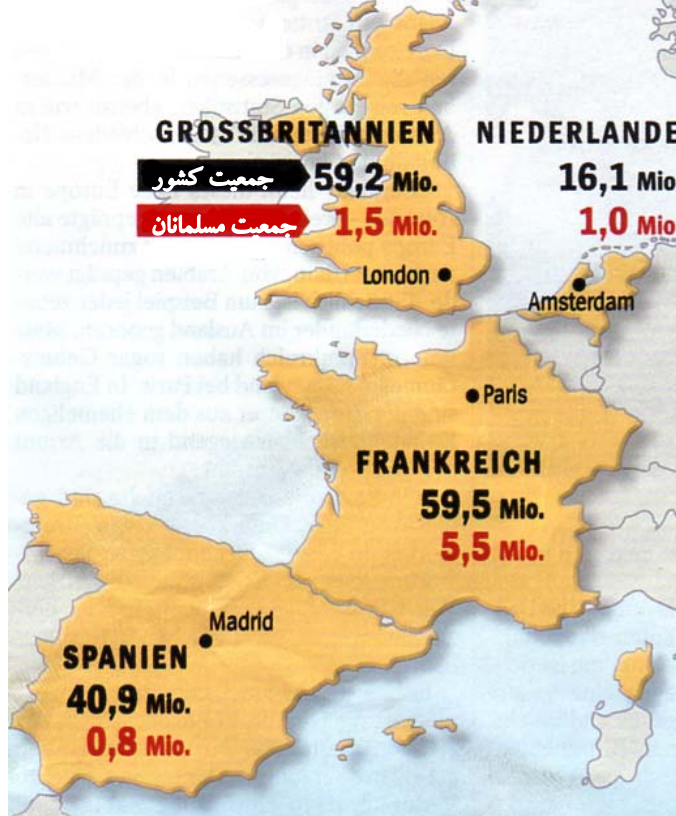 GROSSBRITANNIEN
جمعیت کشور 59,2 Mio.
جمعیت مسلمانان 1,5 Mio.
London
NIEDERLANDE
16,1 Mio
1,0 Mio
Amsterdam
Paris
FRANKREICH
59,5 Mio.
5,5 Mio.
Madrid
SPANIEN
40,9 Mio.
0,8 Mio.